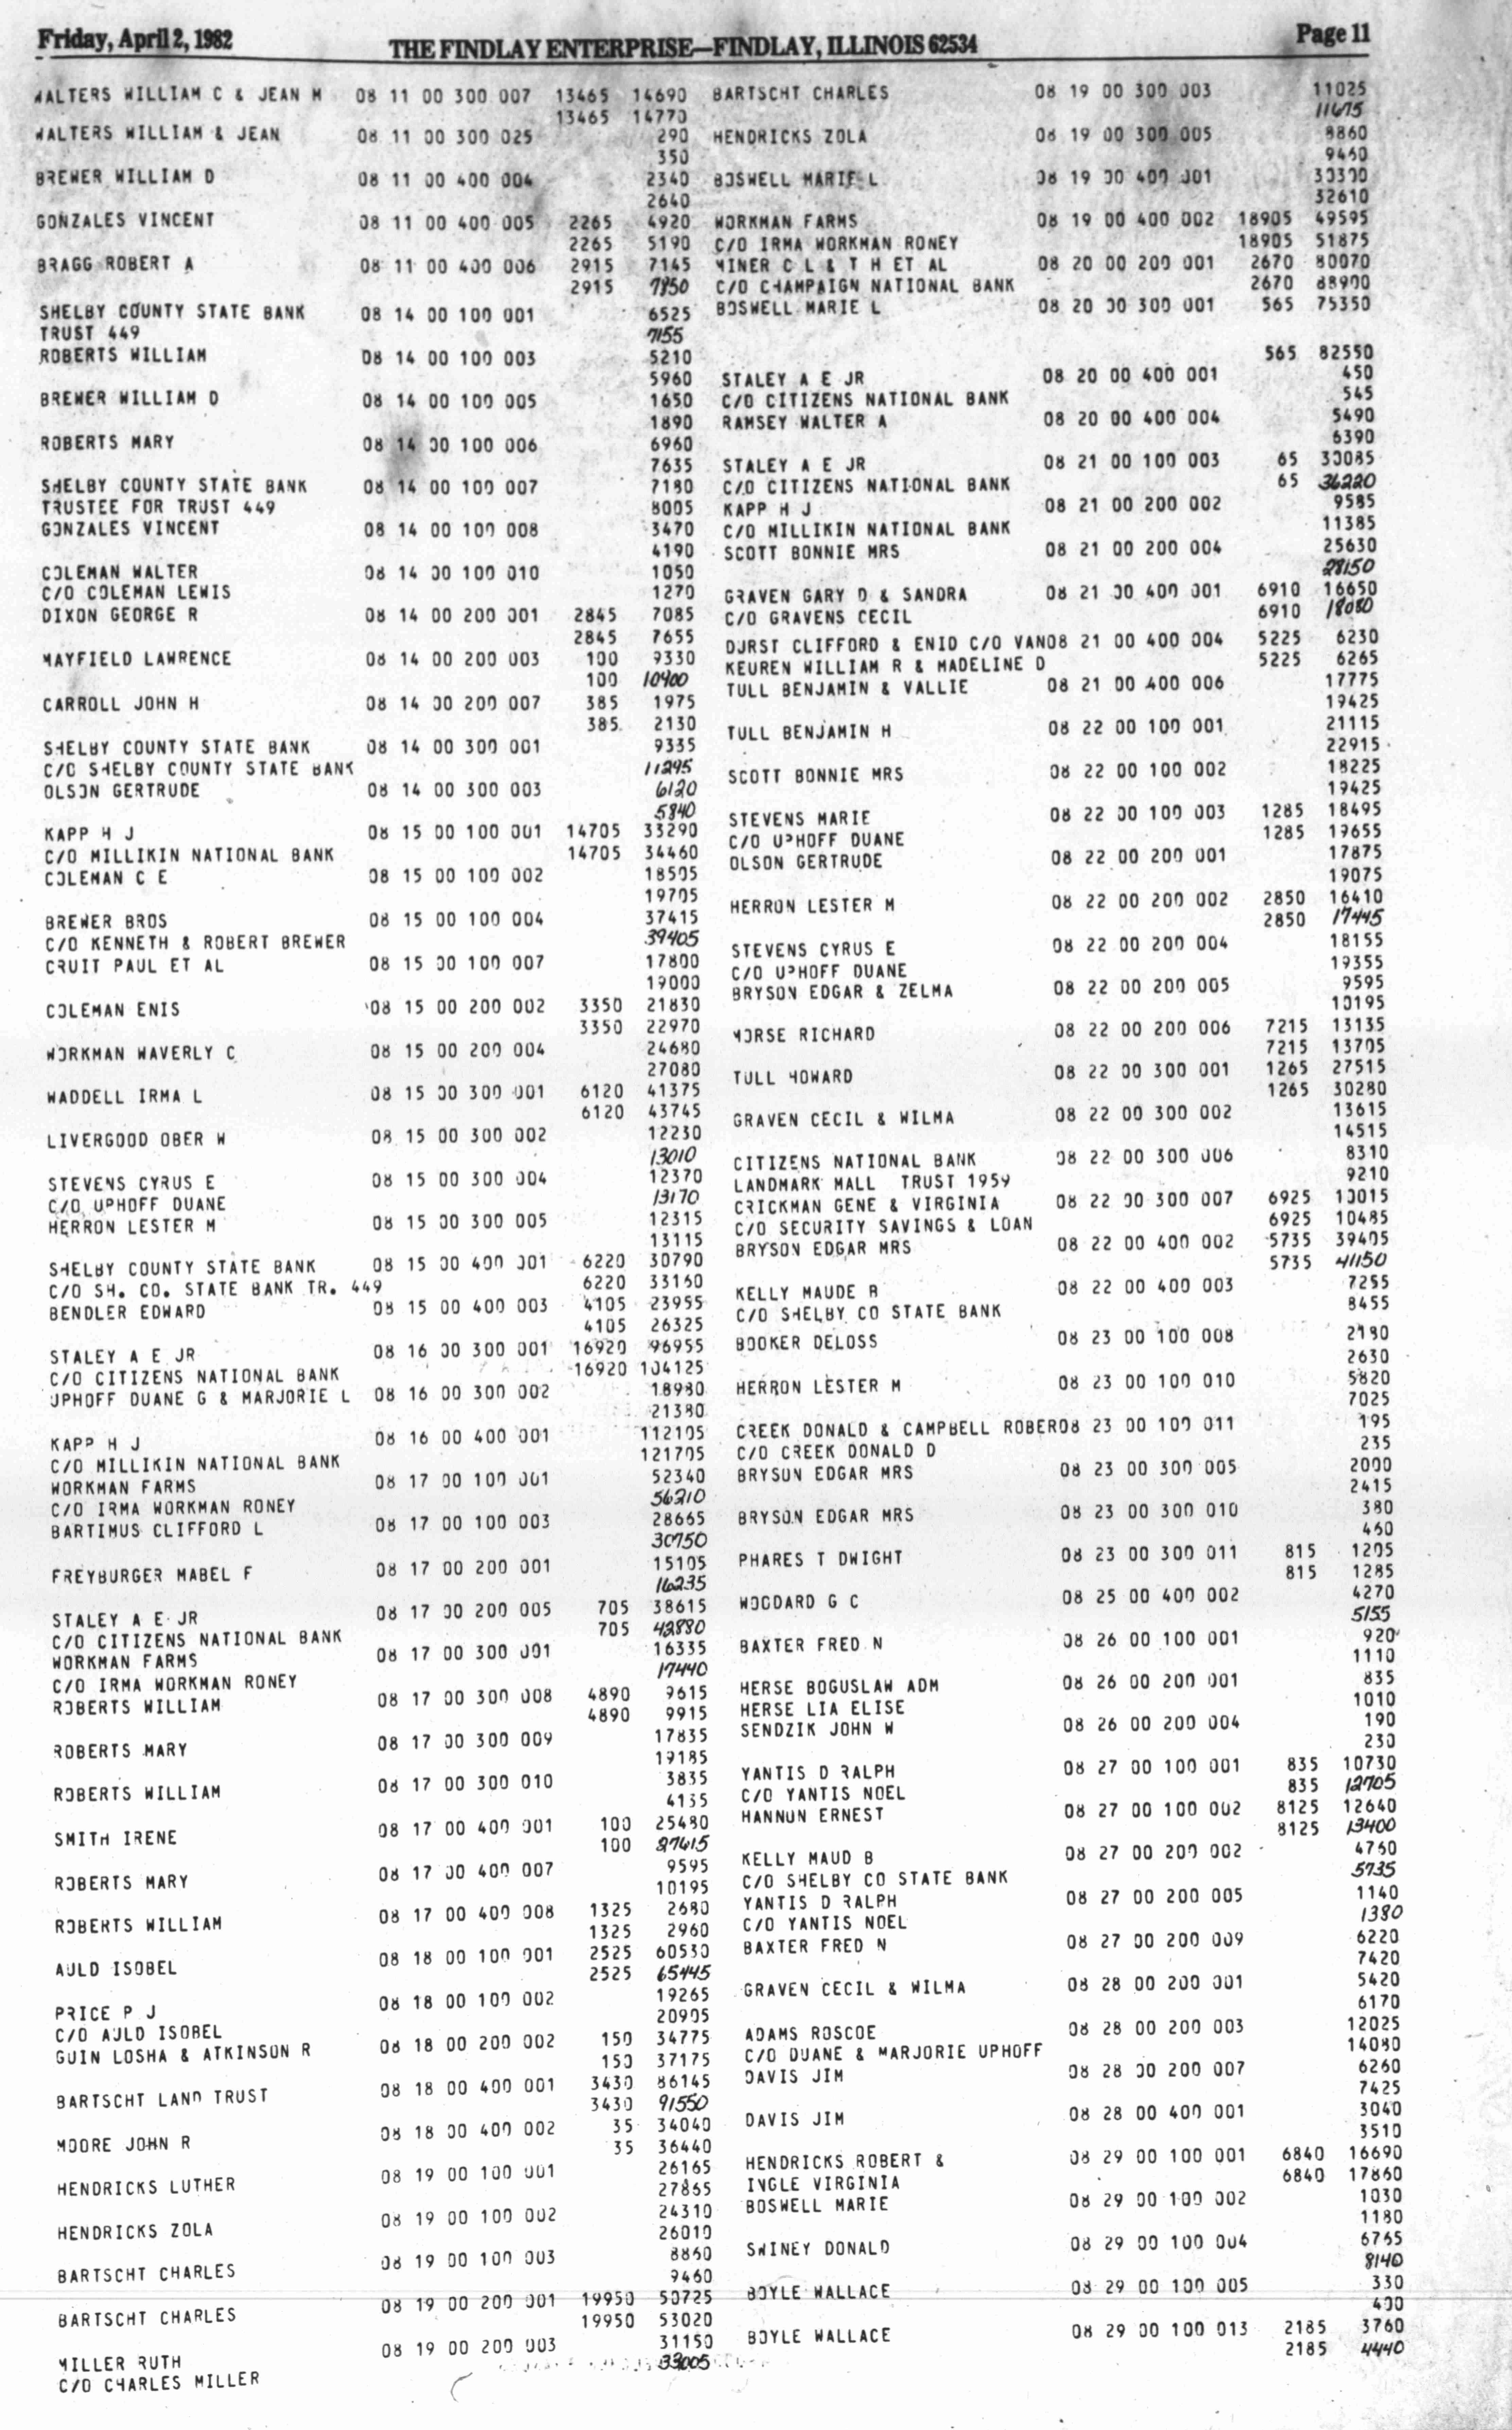 Friday, April 2, 1982
THE FINDLAY ENTERPRISE—FINDLAY, ILLINOIS 62534
Page 11
WALTERS WILLIAM C & JEAN M 08 11 00 300 007 13465 14690
13465 14770
WALTERS WILLIAM & JEAN 08 11 00 300 025 290
350
BREWER WILLIAM D 08 11 00 400 004 2340
2640
GONZALES VINCENT 08 11 00 400 005 2265 4920
2265 5190
BRAGG ROBERT A 08 11 00 400 006 2915 7145
2915 7850
SHELBY COUNTY STATE BANK 08 14 00 100 001 6525
TRUST 449 7155
ROBERTS WILLIAM 08 14 00 100 003 5210
5960
BREWER WILLIAM D 08 14 00 100 005 1650
1890
ROBERTS MARY 08 14 00 100 006 6960
7635
SHELBY COUNTY STATE BANK 08 14 00 100 007 7180
TRUSTEE FOR TRUST 449 8005
GONZALES VINCENT 08 14 00 100 008 3470
4190
COLEMAN WALTER 08 14 00 100 010 1050
C/O COLEMAN LEWIS 1270
DIXON GEORGE R 08 14 00 200 001 2845 7085
2845 7655
MAYFIELD LAWRENCE 08 14 00 200 003 100 9330
100 10900
CARROLL JOHN H 08 14 00 200 007 385 1975
385 2130
SHELBY COUNTY STATE BANK 08 14 00 300 001 9335
C/O SHELBY COUNTY STATE BANK 11295
OLSON GERTRUDE 08 14 00 300 003 6120
5840
KAPP H J 08 15 00 100 001 14705 33290
C/O MILLIKIN NATIONAL BANK 14705 34460
COLEMAN C E 08 15 00 100 002 18505
19705
BREWER BROS 08 15 00 100 004 37415
C/O KENNETH & ROBERT BREWER 39405
CRUIT PAUL ET AL 08 15 00 100 007 17800
19000
COLEMAN ENIS 08 15 00 200 002 3350 21830
3350 22970
WORKMAN WAVERLY C 08 15 00 200 004 24680
27080
WADDELL IRMA L 08 15 00 300 001 6120 41375
6120 43745
LIVERGOOD OBER W 08 15 00 300 002 12230
13010
STEVENS CYRUS E 08 15 00 300 004 12370
C/O UPHOFF DUANE 13170
HERRON LESTER M 08 15 00 300 005 12315
13115
SHELBY COUNTY STATE BANK 08 15 00 400 001 6220 30790
C/O SH. CO. STATE BANK TR. 449 6220 33160
BENDLER EDWARD 08 15 00 400 003 4105 23955
4105 26325
STALEY A E JR 08 16 00 300 001 16920 96955
C/O CITIZENS NATIONAL BANK 16920 104125
UPHOFF DUANE G & MARJORIE L 08 16 00 300 002 18980
21380
KAPP H J 08 16 00 400 001 112105
C/O MILLIKIN NATIONAL BANK 121705
WORKMAN FARMS 08 17 00 100 001 52340
C/O IRMA WORKMAN RONEY 56210
BARTIMUS CLIFFORD L 08 17 00 100 003 28665
30750
FREYBURGER MABEL F 08 17 00 200 001 15105
16235
STALEY A E JR 08 17 00 200 005 705 38615
C/O CITIZENS NATIONAL BANK 705 42880
WORKMAN FARMS 08 17 00 300 001 16335
C/O IRMA WORKMAN RONEY 17440
ROBERTS WILLIAM 08 17 00 300 008 4890 9615
4890 9915
ROBERTS MARY 08 17 00 300 009 17835
19185
ROBERTS WILLIAM 08 17 00 300 010 3835
4135
SMITH IRENE 08 17 00 400 001 100 25480
100 27615
ROBERTS MARY 08 17 00 400 007 9595
10195
ROBERTS WILLIAM 08 17 00 400 008 1325 2680
1325 2960
AULD ISOBEL 08 18 00 100 001 2525 60530
2525 65445
PRICE P J 08 18 00 100 002 19265
C/O AULD ISOBEL 20905
GUIN LOSHA & ATKINSON R 08 18 00 200 002 150 34775
150 37175
BARTSCHT LAND TRUST 08 18 00 400 001 3430 86145
3430 91550
MOORE JOHN R 08 18 00 400 002 35 34040
35 36440
HENDRICKS LUTHER 08 19 00 100 001 26165
27865
HENDRICKS ZOLA 08 19 00 100 002 24310
26010
BARTSCHT CHARLES 08 19 00 100 003 8860
9460
BARTSCHT CHARLES 08 19 00 200 001 19950 50725
19950 53020
MILLER RUTH 08 19 00 200 003 31150
C/O CHARLES MILLER 33005
BARTSCHT CHARLES 08 19 00 300 003 11025
11675
HENDRICKS ZOLA 08 19 00 300 005 8860
9460
BOSWELL MARIE L 08 19 00 400 001 30300
32610
WORKMAN FARMS 08 19 00 400 002 18905 49595
C/O IRMA WORKMAN RONEY 18905 51875
MINER C L & T H ET AL 08 20 00 200 001 2670 80070
C/O CHAMPAIGN NATIONAL BANK 2670 88900
BOSWELL MARIE L 08 20 00 300 001 565 75350
565 82550
STALEY A E JR 08 20 00 400 001 450
C/O CITIZENS NATIONAL BANK 545
RAMSEY WALTER A 08 20 00 400 004 5490
6390
STALEY A E JR 08 21 00 100 003 65 30085
C/O CITIZENS NATIONAL BANK 65 36220
KAPP H J 08 21 00 200 002 9585
C/O MILLIKIN NATIONAL BANK 11385
SCOTT BONNIE MRS 08 21 00 200 004 25630
28150
GRAVEN GARY D & SANDRA 08 21 00 400 001 6910 16650
C/O GRAVENS CECIL 6910 18080
DURST CLIFFORD & ENID C/O VAN08 21 00 400 004 5225 6230
KEUREN WILLIAM R & MADELINE D 5225 6265
TULL BENJAMIN & VALLIE 08 21 00 400 006 17775
19425
TULL BENJAMIN H 08 22 00 100 001 21115
22915
SCOTT BONNIE MRS 08 22 00 100 002 18225
19425
STEVENS MARIE 08 22 00 100 003 1285 18495
C/O UPHOFF DUANE 1285 19655
OLSON GERTRUDE 08 22 00 200 001 17875
19075
HERRON LESTER M 08 22 00 200 002 2850 16410
2850 17445
STEVENS CYRUS E 08 22 00 200 004 18155
C/O UPHOFF DUANE 19355
BRYSON EDGAR & ZELMA 08 22 00 200 005 9595
10195
MORSE RICHARD 08 22 00 200 006 7215 13135
7215 13705
TULL HOWARD 08 22 00 300 001 1265 27515
1265 30280
GRAVEN CECIL & WILMA 08 22 00 300 002 13615
14515
CITIZENS NATIONAL BANK 08 22 00 300 006 8310
LANDMARK MALL TRUST 1959 9210
CRICKMAN GENE & VIRGINIA 08 22 00 300 007 6925 10015
C/O SECURITY SAVINGS & LOAN 6925 10485
BRYSON EDGAR MRS 08 22 00 400 002 5735 39405
5735 41150
KELLY MAUDE B 08 22 00 400 003 7255
C/O SHELBY CO STATE BANK 8455
BOOKER DELOSS 08 23 00 100 008 2180
2630
HERRON LESTER M 08 23 00 100 010 5820
7025
CREEK DONALD & CAMPBELL ROBER08 23 00 100 011 195
C/O CREEK DONALD D 235
BRYSON EDGAR MRS 08 23 00 300 005 2000
2415
BRYSON EDGAR MRS 08 23 00 300 010 380
460
PHARES T DWIGHT 08 23 00 300 011 815 1205
815 1285
WOODARD G C 08 25 00 400 002 4270
5155
BAXTER FRED N 08 26 00 100 001 920
1110
HERSE BOGUSLAW ADM 08 26 00 200 001 835
HERSE LIA ELISE 1010
SENDZIK JOHN W 08 26 00 200 004 190
230
YANTIS D RALPH 08 27 00 100 001 835 10730
C/O YANTIS NOEL 835 12705
HANNON ERNEST 08 27 00 100 002 8125 12640
8125 13400
KELLY MAUD B 08 27 00 200 002 4760
C/O SHELBY CO STATE BANK 5735
YANTIS D RALPH 08 27 00 200 005 1140
C/O YANTIS NOEL 1380
BAXTER FRED N 08 27 00 200 009 6220
7420
GRAVEN CECIL & WILMA 08 28 00 200 001 5420
6170
ADAMS ROSCOE 08 28 00 200 003 12025
C/O DUANE & MARJORIE UPHOFF 14080
DAVIS JIM 08 28 00 200 007 6260
7425
DAVIS JIM 08 28 00 400 001 3040
3510
HENDRICKS ROBERT & 08 29 00 100 001 6840 16690
INGLE VIRGINIA 6840 17860
BOSWELL MARIE 08 29 00 100 002 1030
1180
SWINEY DONALD 08 29 00 100 004 6765
8140
BOYLE WALLACE 08 29 00 100 005 330
400
BOYLE WALLACE 08 29 00 100 013 2185 3760
2185 4440